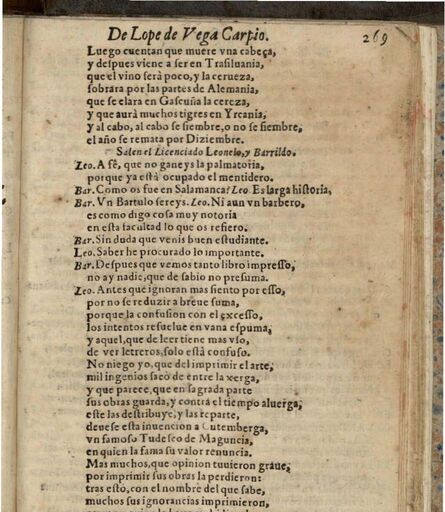 De Lope de Vega Carpio. 269
Luego cuentan que muere vna cabeça,
y despues viene a ser en Trasiluania,
que el vino serà poco, y la cerueza,
sobrarà por las partes de Alemania,
que se elara en Gascuña la cereza,
y que aurà muchos tigres en Yrcania;
y al cabo, al cabo se siembre, o no se siembre,
el año se remata por Diziembre.
Salen el Licenciado Leonelo, y Barrildo.
Leo. A fê, que no ganeys la palmatoria,
porque ya està ocupado el mentidero.
Bar. Como os fue en Salamanca? Leo. Es larga historia,
Bar. Vn Bartulo sereys. Leo. Ni aun vn barbero,
es como digo cosa muy notoria
en esta facultad lo que os refiero.
Bar. Sin duda que venis buen estudiante.
Leo. Saber he procurado lo importante.
Bar. Despues que vemos tanto libro impresso,
no ay nadie, que de sabio no presuma.
Leo. Antes que ignoran mas siento por esso,
por no se reduzir a breue suma,
porque la confusion con el excesso,
los intentos resuelue en vana espuma;
y aquel, que de leer tiene mas vso,
de ver letreros, solo està confuso.
No niego yo, que del imprimir el arte,
mil ingenios sacò de entre la xerga,
y que parece, que en sagrada parte
sus obras guarda, y contrà el tiempo aluerga;
este las destribuye, y las reparte,
deuese esta inuencion a Cutemberga,
vn famoso Tudesco de Maguncia,
en quien la fama su valor renuncia.
Mas muchos, que opinion tuuieron graue,
por imprimir sus obras la perdieron:
tras esto, con el nombre del que sabe,
muchos sus ignorancias imprimieron,